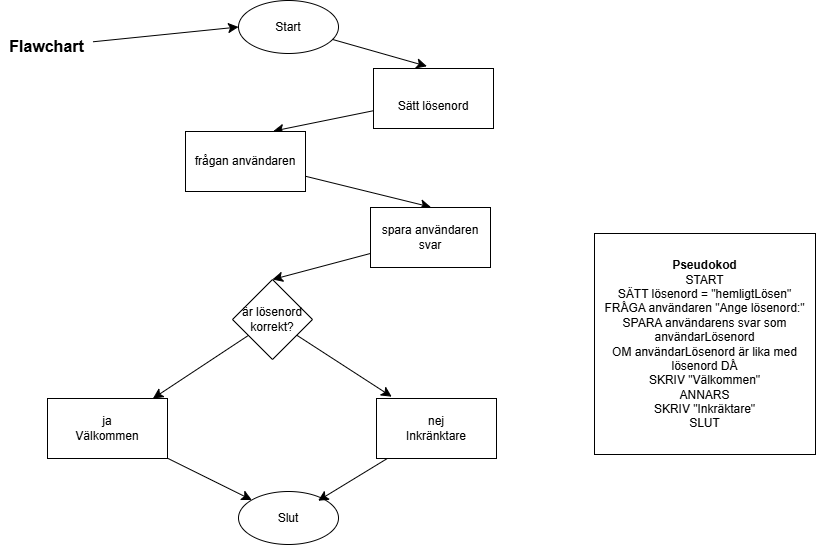 Flawchart
Start
Sätt lösenord
frågan användaren
spara användaren
svar
är lösenord
korrekt?
ja
Välkommen
nej
Inkränktare
Slut
Pseudokod
START
SÄTT lösenord = "hemligtLösen"
FRÅGA användaren "Ange lösenord:"
SPARA användarens svar som
användarLösenord
OM användarLösenord är lika med
lösenord DÅ
SKRIV "Välkommen"
ANNARS
SKRIV "Inkräktare"
SLUT